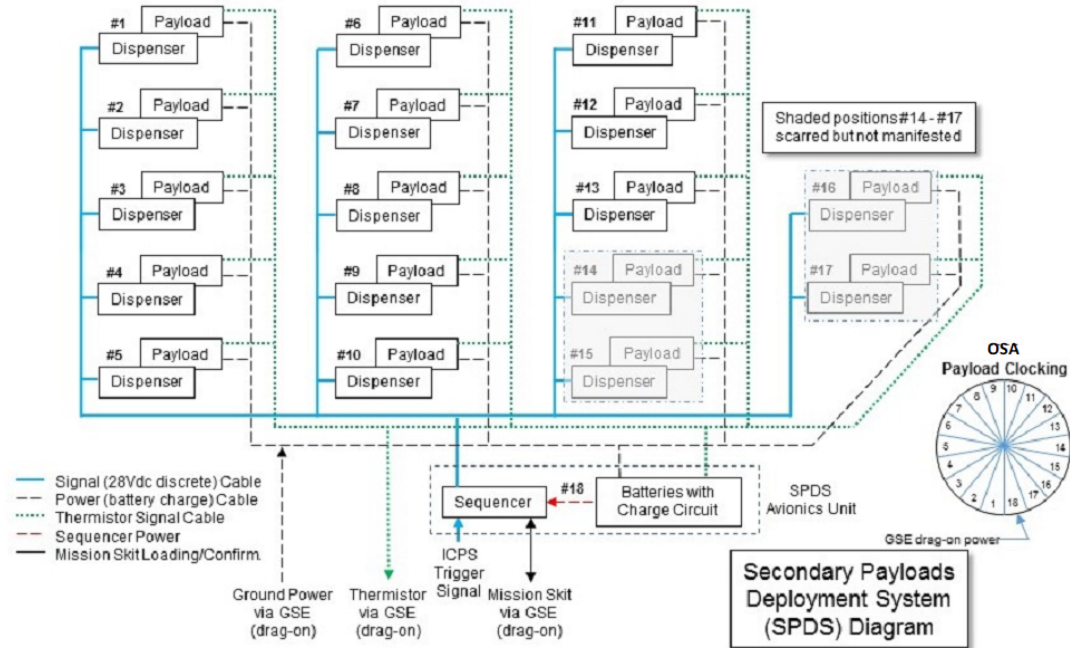 #1 Payload
Dispenser
#2 Payload
Dispenser
#3 Payload
Dispenser
#4 Payload
Dispenser
#5 Payload
Dispenser
#6 Payload
Dispenser
#7 Payload
Dispenser
#8 Payload
Dispenser
#9 Payload
Dispenser
#10 Payload
Dispenser
#11 Payload
Dispenser
#12 Payload
Dispenser
#13 Payload
Dispenser
#14 Payload
Dispenser
#15 Payload
Dispenser
Shaded positions #14 - #17
scarred but not manifested
#16 Payload
Dispenser
#17 Payload
Dispenser
OSA
Payload Clocking
1
2
3
4
5
6
7
8
9
10
11
12
13
14
15
16
17
18
GSE drag-on power
Signal (28Vdc discrete) Cable
Power (battery charge) Cable
Thermistor Signal Cable
Sequencer Power
Mission Skit Loading/Confirm.
Sequencer
#18
Batteries with
Charge Circuit
SPDS
Avionics Unit
Ground Power
via GSE
(drag-on)
Thermistor
via GSE
(drag-on)
ICPS
Trigger
Signal
Mission Skit
via GSE
(drag-on)
Secondary Payloads
Deployment System
(SPDS) Diagram